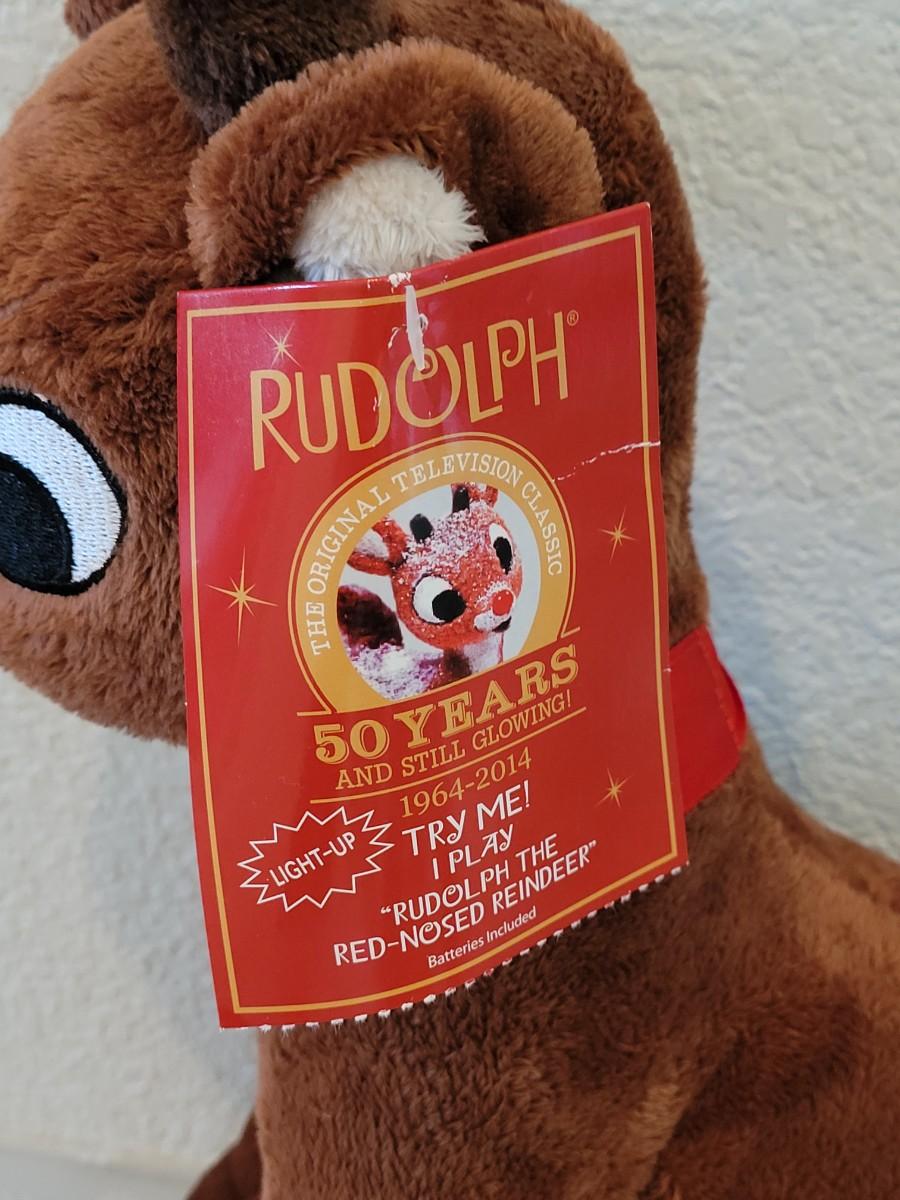 RUDOLPH®
THE ORIGINAL TELEVISION CLASSIC
50 YEARS
AND STILL GLOWING!
1964-2014
LIGHT-UP
TRY ME!
I PLAY
"RUDOLPH THE
RED-NOSED REINDEER"
Batteries Included